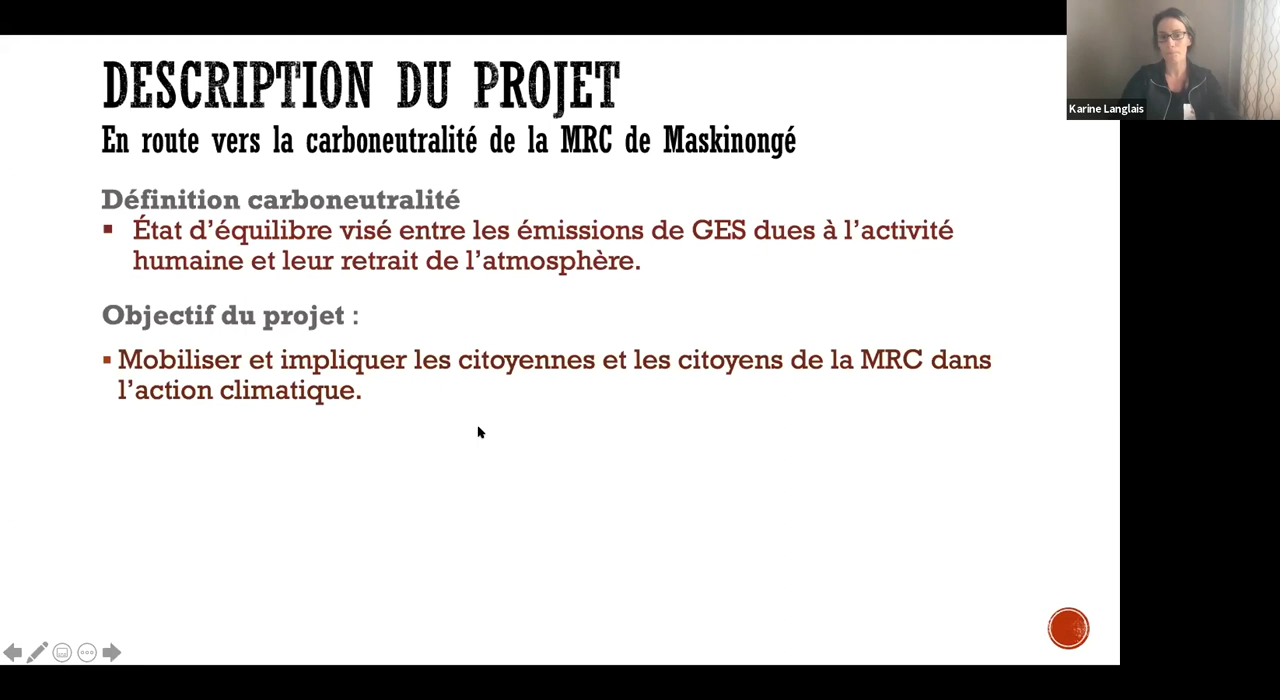 DESCRIPTION DU PROJET
En route vers la carboneutralité de la MRC de Maskinongé
Définition carboneutralité
▪ État d’équilibre visé entre les émissions de GES dues à l’activité
humaine et leur retrait de l’atmosphère.
Objectif du projet :
▪ Mobiliser et impliquer les citoyennes et les citoyens de la MRC dans
l’action climatique.
Karine Langlais